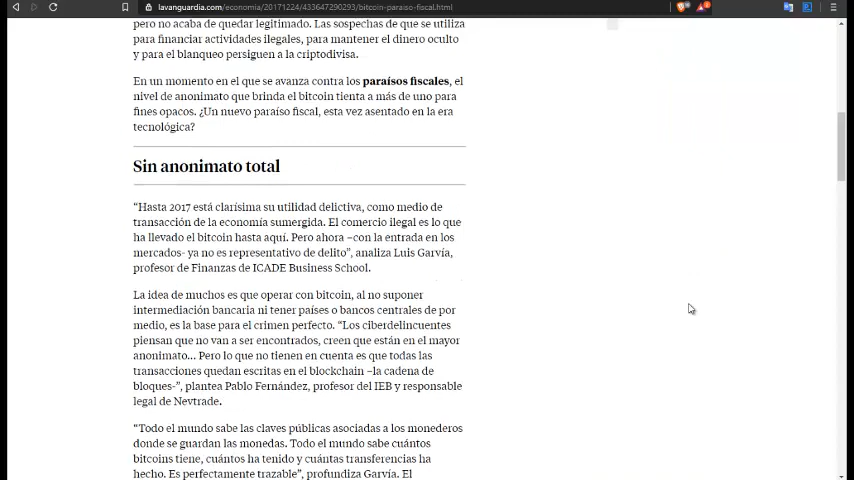 lavanguardia.com/economia/20171224/433647290293/bitcoin-paraiso-fiscal.html
pero no acaba de quedar legitimado. Las sospechas de que se utiliza
para financiar actividades ilegales, para mantener el dinero oculto
y para el blanqueo persiguen a la criptodivisa.
En un momento en el que se avanza contra los paraísos fiscales, el
nivel de anonimato que brinda el bitcoin tienta a más de uno para
fines opacos. ¿Un nuevo paraíso fiscal, esta vez asentado en la era
tecnológica?
Sin anonimato total
“Hasta 2017 está clarísima su utilidad delictiva, como medio de
transacción de la economía sumergida. El comercio ilegal es lo que
ha llevado el bitcoin hasta aquí. Pero ahora –con la entrada en los
mercados- ya no es representativo de delito”, analiza Luis Garvía,
profesor de Finanzas de ICADE Business School.
La idea de muchos es que operar con bitcoin, al no suponer
intermediación bancaria ni tener países o bancos centrales de por
medio, es la base para el crimen perfecto. “Los ciberdelincuentes
piensan que no van a ser encontrados, creen que están en el mayor
anonimato... Pero lo que no tienen en cuenta es que todas las
transacciones quedan escritas en el blockchain –la cadena de
bloques-”, plantea Pablo Fernández, profesor del IEB y responsable
legal de Nevtrade.
“Todo el mundo sabe las claves públicas asociadas a los monederos
donde se guardan las monedas. Todo el mundo sabe cuántos
bitcoins tiene, cuántos ha tenido y cuántas transferencias ha
hecho. Es perfectamente trazable”, profundiza Garvía. El